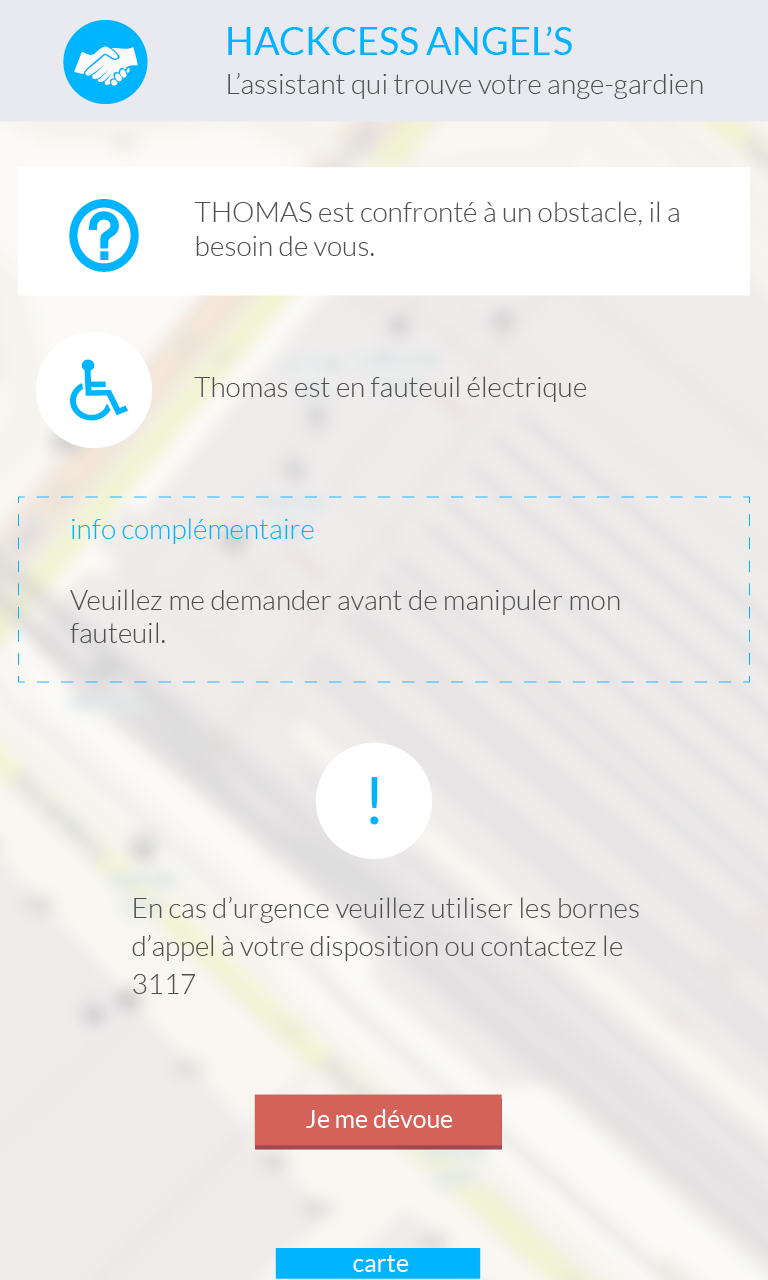 HACKCESS ANGEL’S
L’assistant qui trouve votre ange-gardien
THOMAS est confronté à un obstacle, il a
besoin de vous.
Thomas est en fauteuil électrique
info complémentaire
Veuillez me demander avant de manipuler mon
fauteuil.
!
En cas d’urgence veuillez utiliser les bornes
d’appel à votre disposition ou contactez le
3117
Je me dévoue
carte